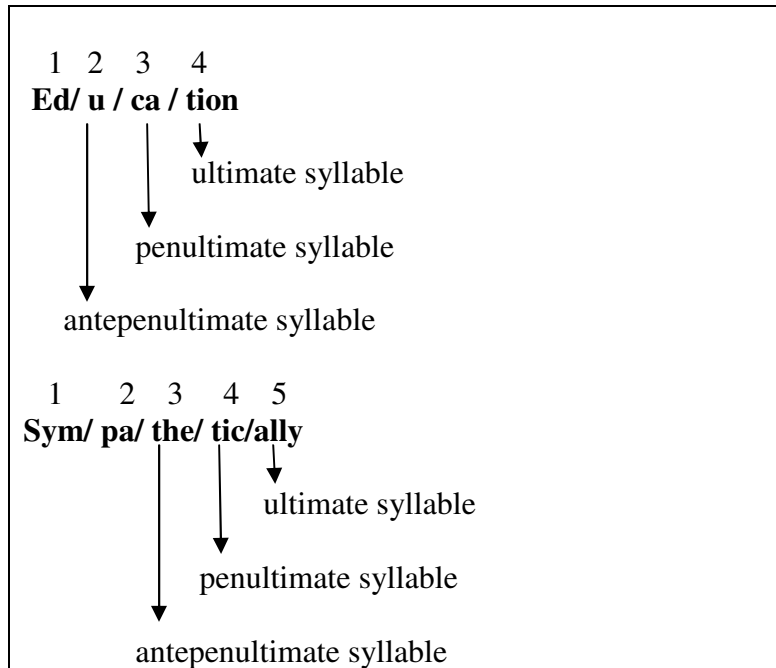 1 2 3 4
Ed/ u / ca / tion
ultimate syllable
penultimate syllable
antepenultimate syllable
1 2 3 4 5
Sym/ pa/ the/ tic/ally
ultimate syllable
penultimate syllable
antepenultimate syllable